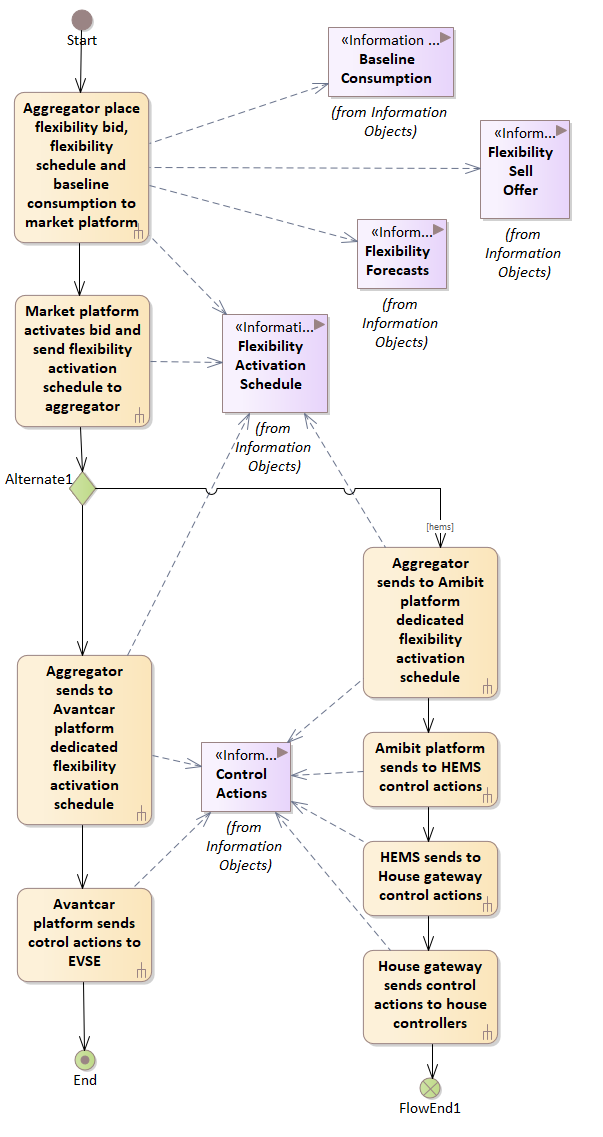 Start
«Information ...
Baseline
Consumption
(from Information
Objects)
Aggregator place
flexibility bid,
flexibility
schedule and
baseline
consumption to
market platform
«Inform...
Flexibility
Sell
Offer
(from
Information
Objects)
«Inform...
Flexibility
Forecasts
(from
Information
Objects)
Market platform
activates bid and
send flexibility
activation
schedule to
aggregator
«Informati...
Flexibility
Activation
Schedule
(from
Information
Objects)
Alternate1
[hems]
Aggregator
sends to Amibit
platform
dedicated
flexibility
activation
schedule
Aggregator
sends to
Avantcar
platform
dedicated
flexibility
activation
schedule
«Inform...
Control
Actions
(from
Information
Objects)
Amibit platform
sends to HEMS
control actions
HEMS sends to
House gateway
control actions
Avantcar
platform sends
cotrol actions to
EVSE
House gateway
sends control
actions to house
controllers
End
FlowEnd1